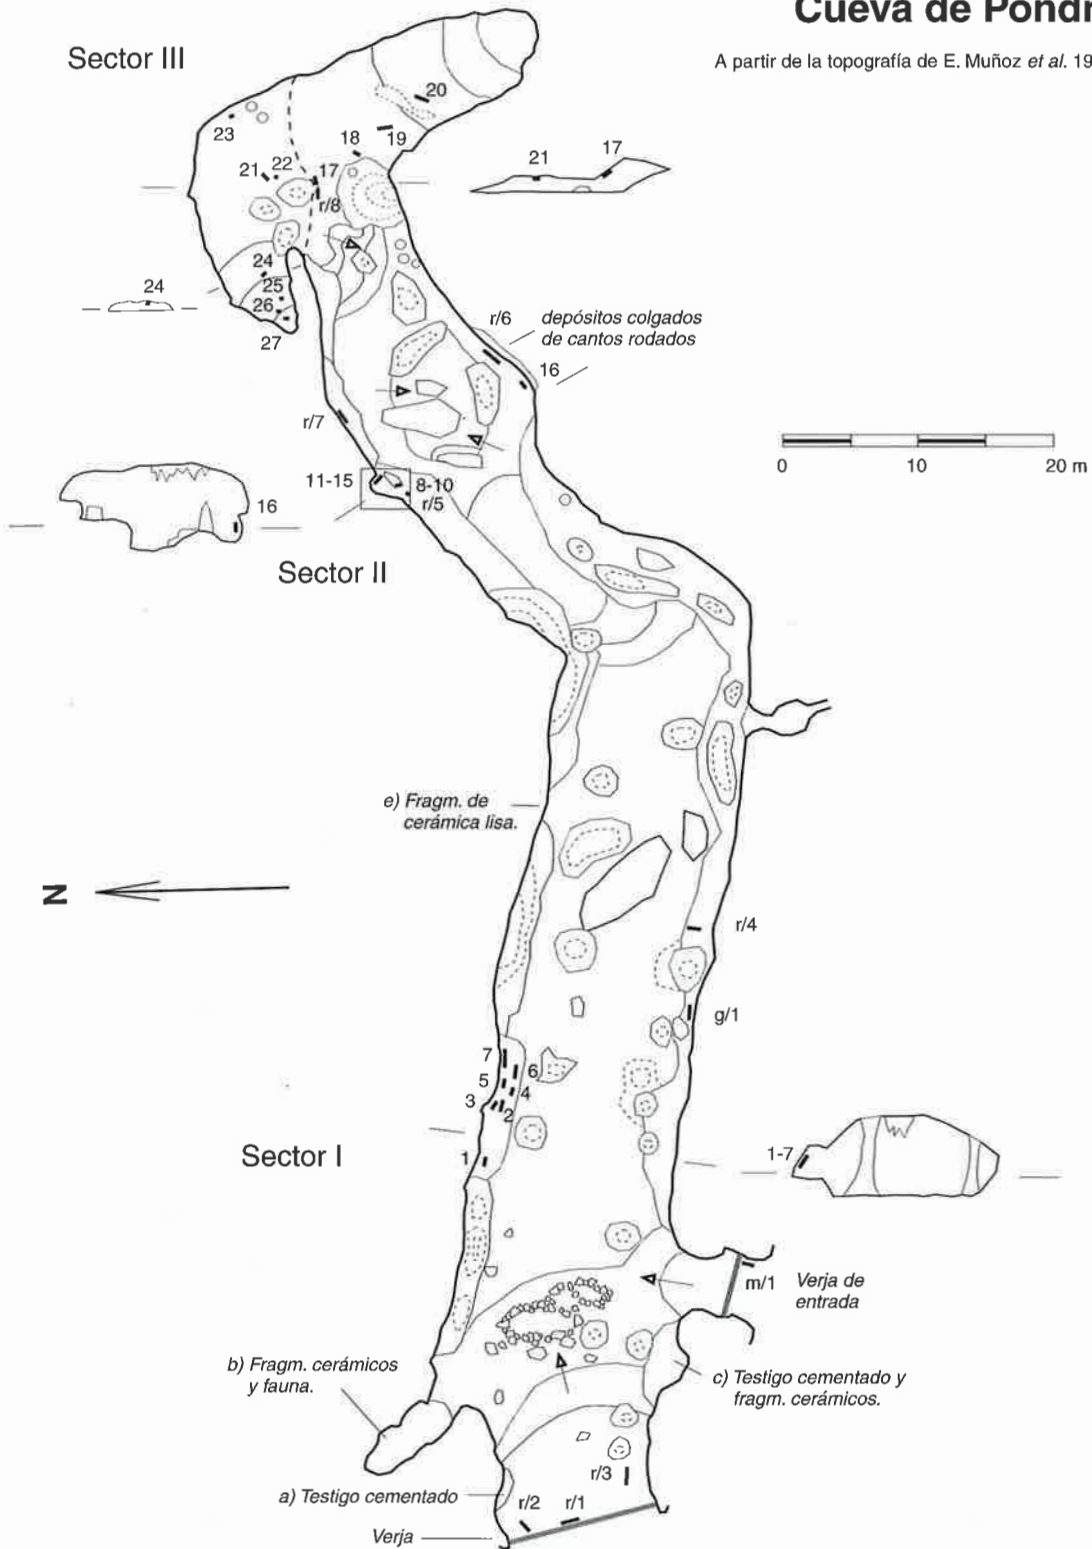 Cueva de Pondr
A partir de la topografía de E. Muñoz et al. 19
Sector III
20
23
18
19
21
22
17
r/8
21
17
24
25
26
27
24
r/6
depósitos colgados
de cantos rodados
16
r/7
0
10
20 m
11-15
8-10
r/5
16
Sector II
e) Fragm. de
cerámica lisa.
N
r/4
g/1
7
6
5
4
3
2
1
Sector I
1-7
m/1
Verja de
entrada
b) Fragm. cerámicos
y fauna.
c) Testigo cementado y
fragm. cerámicos.
r/3
a) Testigo cementado
r/2
r/1
Verja